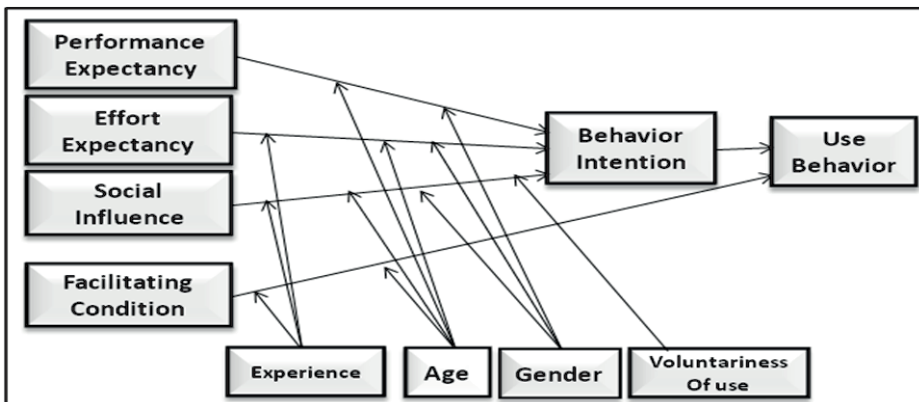 Performance
Expectancy
Effort
Expectancy
Social
Influence
Facilitating
Condition
Behavior
Intention
Use
Behavior
Experience
Age
Gender
Voluntariness
Of use